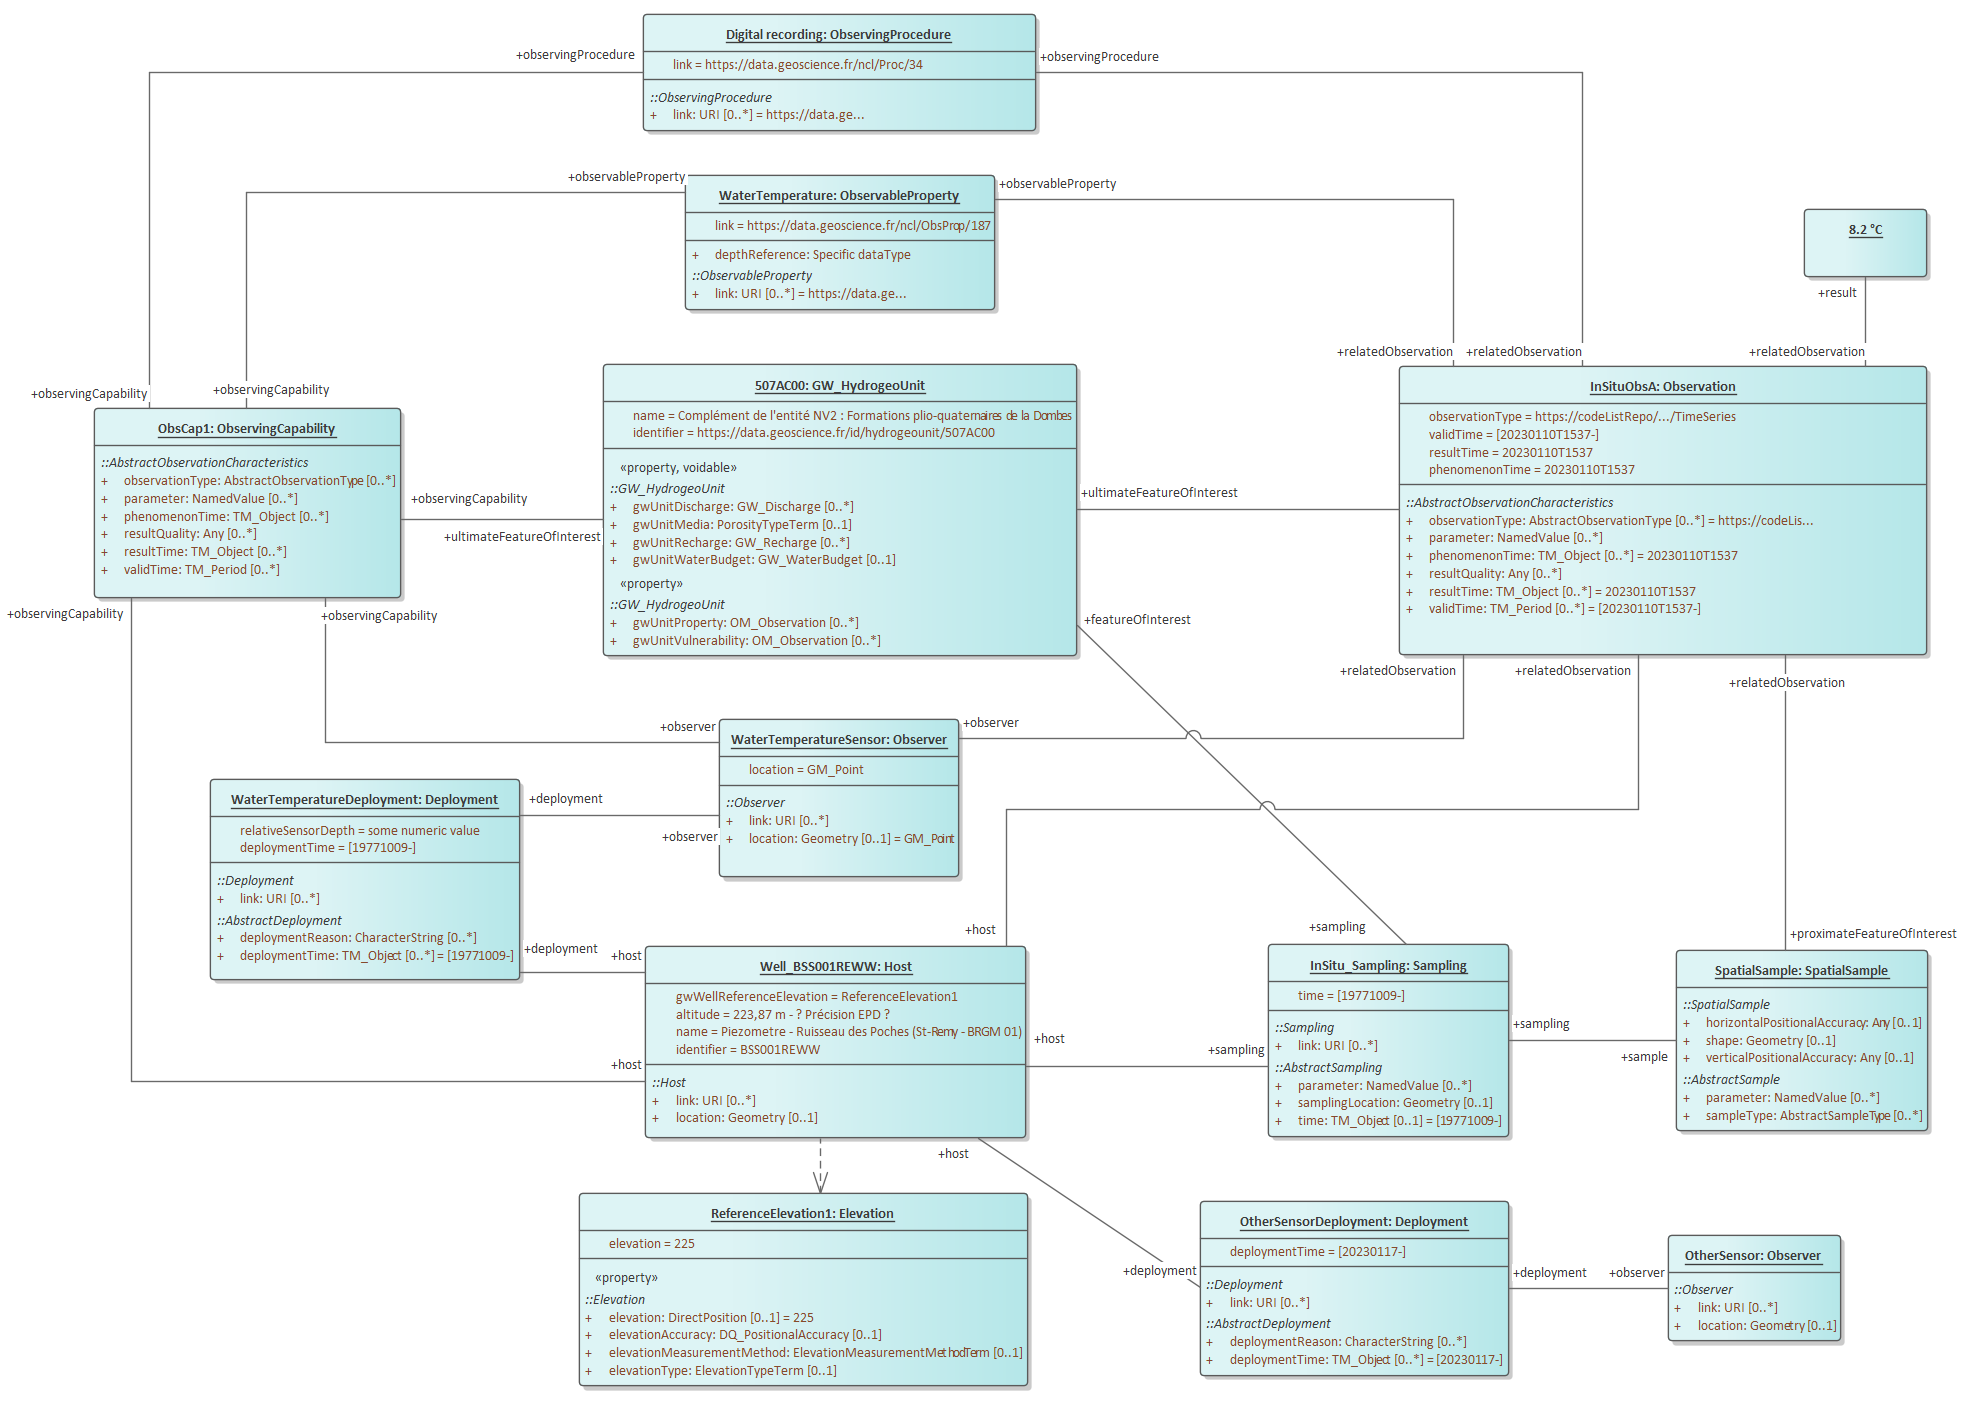 Digital recording: ObservingProcedure
link = https://data.geoscience.fr/ncl/Proc/34
::ObservingProcedure
+ link: URI [0..*] = https://data.ge...
+observingProcedure
+observingProcedure
WaterTemperature: ObservableProperty
link = https://data.geoscience.fr/ncl/ObsProp/187
+ depthReference: Specific dataType
::ObservableProperty
+ link: URI [0..*] = https://data.ge...
+observableProperty
+observableProperty
8.2 °C
+result
+relatedObservation
+relatedObservation
+relatedObservation
+observingCapability
+observingCapability
ObsCap1: ObservingCapability
::AbstractObservationCharacteristics
+ observationType: AbstractObservationType [0..*]
+ parameter: NamedValue [0..*]
+ phenomenonTime: TM_Object [0..*]
+ resultQuality: Any [0..*]
+ resultTime: TM_Object [0..*]
+ validTime: TM_Period [0..*]
+observingCapability
+ultimateFeatureOfInterest
+observingCapability
+observingCapability
507AC00: GW_HydrogeoUnit
name = Complément de l'entité NV2 : Formations plio-quaternaires de la Dombes
identifier = https://data.geoscience.fr/id/hydrogeounit/507AC00
«property, voidable»
::GW_HydrogeoUnit
+ gwUnitDischarge: GW_Discharge [0..*]
+ gwUnitMedia: PorosityTypeTerm [0..1]
+ gwUnitRecharge: GW_Recharge [0..*]
+ gwUnitWaterBudget: GW_WaterBudget [0..1]
«property»
::GW_HydrogeoUnit
+ gwUnitProperty: OM_Observation [0..*]
+ gwUnitVulnerability: OM_Observation [0..*]
+ultimateFeatureOfInterest
+featureOfInterest
InSituObsA: Observation
observationType = https://codeListRepo/.../TimeSeries
validTime = [20230110T1537-]
resultTime = 20230110T1537
phenomenonTime = 20230110T1537
::AbstractObservationCharacteristics
+ observationType: AbstractObservationType [0..*] = https://codeLis...
+ parameter: NamedValue [0..*]
+ phenomenonTime: TM_Object [0..*] = 20230110T1537
+ resultQuality: Any [0..*]
+ resultTime: TM_Object [0..*] = 20230110T1537
+ validTime: TM_Period [0..*] = [20230110T1537-]
+relatedObservation
+relatedObservation
+relatedObservation
+observer
+observer
WaterTemperatureSensor: Observer
location = GM_Point
::Observer
+ link: URI [0..*]
+ location: Geometry [0..1] = GM_Point
+deployment
+observer
WaterTemperatureDeployment: Deployment
relativeSensorDepth = some numeric value
deploymentTime = [19771009-]
::Deployment
+ link: URI [0..*]
::AbstractDeployment
+ deploymentReason: CharacterString [0..*]
+ deploymentTime: TM_Object [0..*] = [19771009-]
+deployment
+host
+host
+host
Well_BSS001REWW: Host
gwWellReferenceElevation = ReferenceElevation1
altitude = 223,87 m - ? Précision EPD ?
name = Piezometre - Ruisseau des Poches (St-Remy - BRGM 01)
identifier = BSS001REWW
::Host
+ link: URI [0..*]
+ location: Geometry [0..1]
+host
+sampling
+sampling
InSitu_Sampling: Sampling
time = [19771009-]
::Sampling
+ link: URI [0..*]
::AbstractSampling
+ parameter: NamedValue [0..*]
+ samplingLocation: Geometry [0..1]
+ time: TM_Object [0..1] = [19771009-]
+sampling
+sample
+proximateFeatureOfInterest
SpatialSample: SpatialSample
::SpatialSample
+ horizontalPositionalAccuracy: Any [0..1]
+ shape: Geometry [0..1]
+ verticalPositionalAccuracy: Any [0..1]
::AbstractSample
+ parameter: NamedValue [0..*]
+ sampleType: AbstractSampleType [0..*]
+host
ReferenceElevation1: Elevation
elevation = 225
«property»
::Elevation
+ elevation: DirectPosition [0..1] = 225
+ elevationAccuracy: DQ_PositionalAccuracy [0..1]
+ elevationMeasurementMethod: ElevationMeasurementMethodTerm [0..1]
+ elevationType: ElevationTypeTerm [0..1]
+deployment
OtherSensorDeployment: Deployment
deploymentTime = [20230117-]
::Deployment
+ link: URI [0..*]
::AbstractDeployment
+ deploymentReason: CharacterString [0..*]
+ deploymentTime: TM_Object [0..*] = [20230117-]
+deployment
+observer
OtherSensor: Observer
::Observer
+ link: URI [0..*]
+ location: Geometry [0..1]